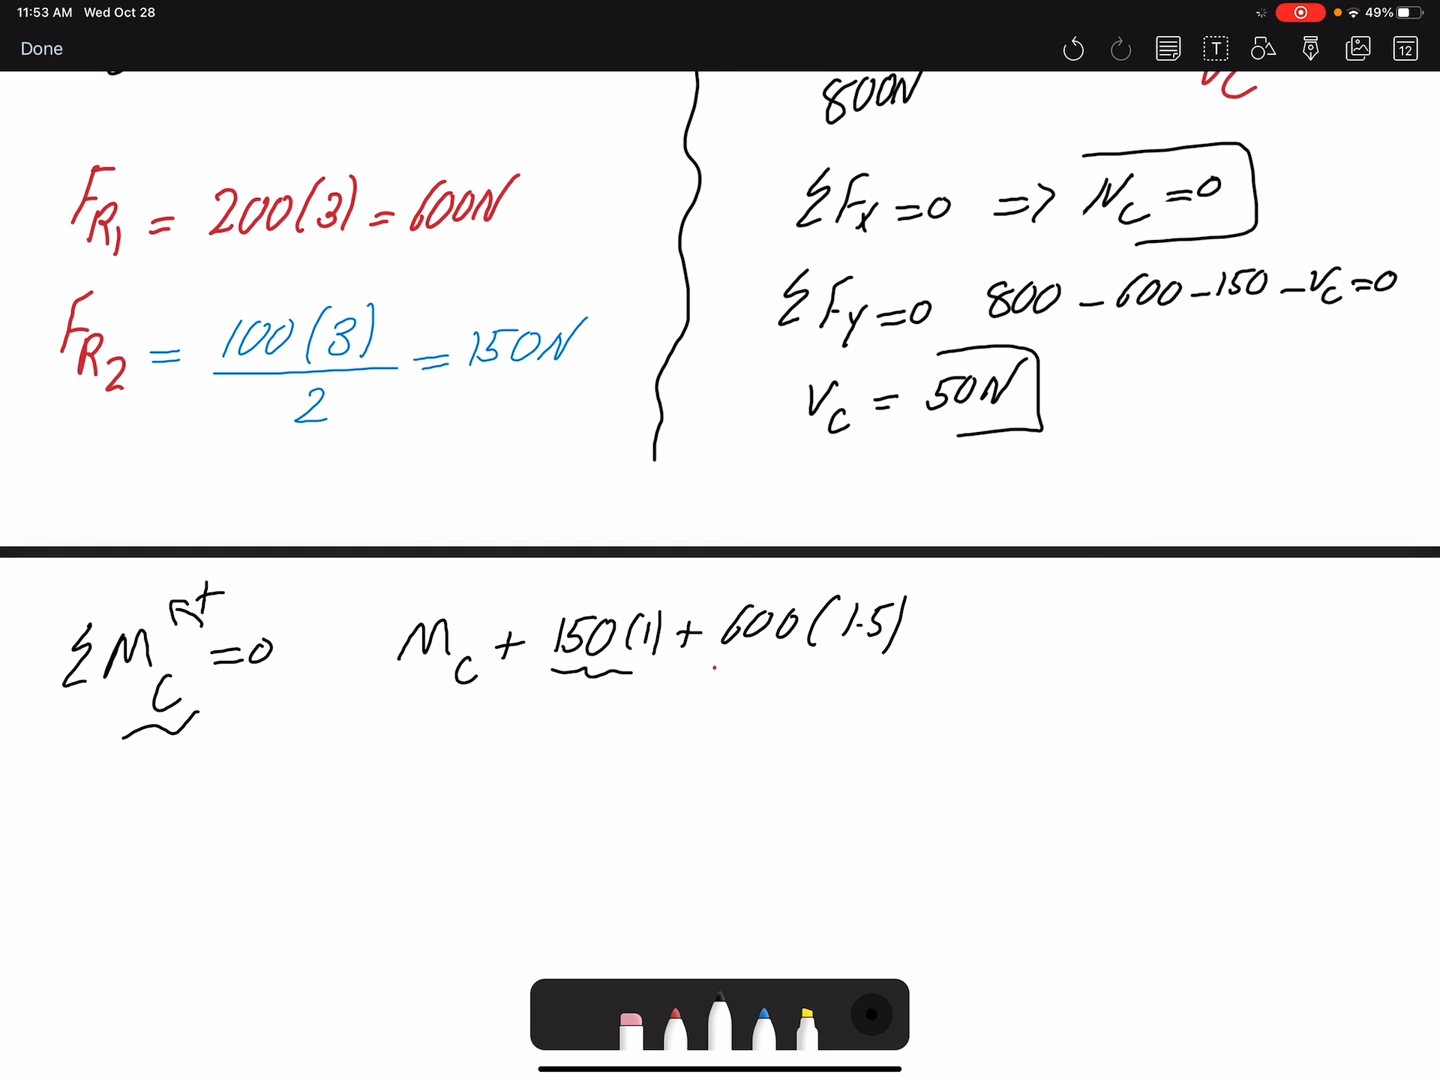 11:53 AM Wed Oct 28
49%
Done
T
12
800N
V_C
F_R1 = 200(3) = 600N
F_R2 = 100(3)/2 = 150N
ΣFx = 0 => N_C = 0
ΣFy = 0 800 - 600 - 150 - V_C = 0
V_C = 50N
ΣM_C + = 0 M_C + 150(1) + 600(1.5)